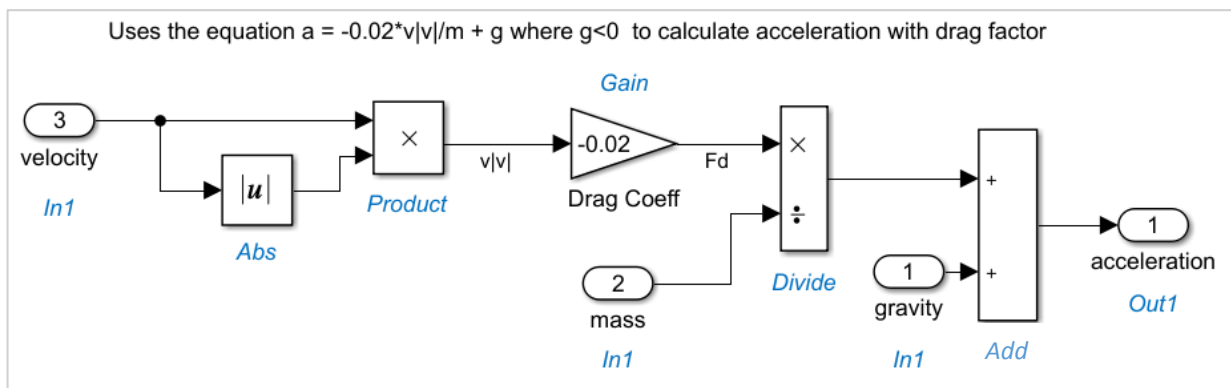 Uses the equation a = -0.02*v|v|/m + g where g<0  to calculate acceleration with drag factor
Gain
3
velocity
In1
|u|
Abs
×
Product
v|v|
-0.02
Drag Coeff
Fd
×
÷
Divide
2
mass
In1
1
gravity
In1
+
+
Add
1
acceleration
Out1